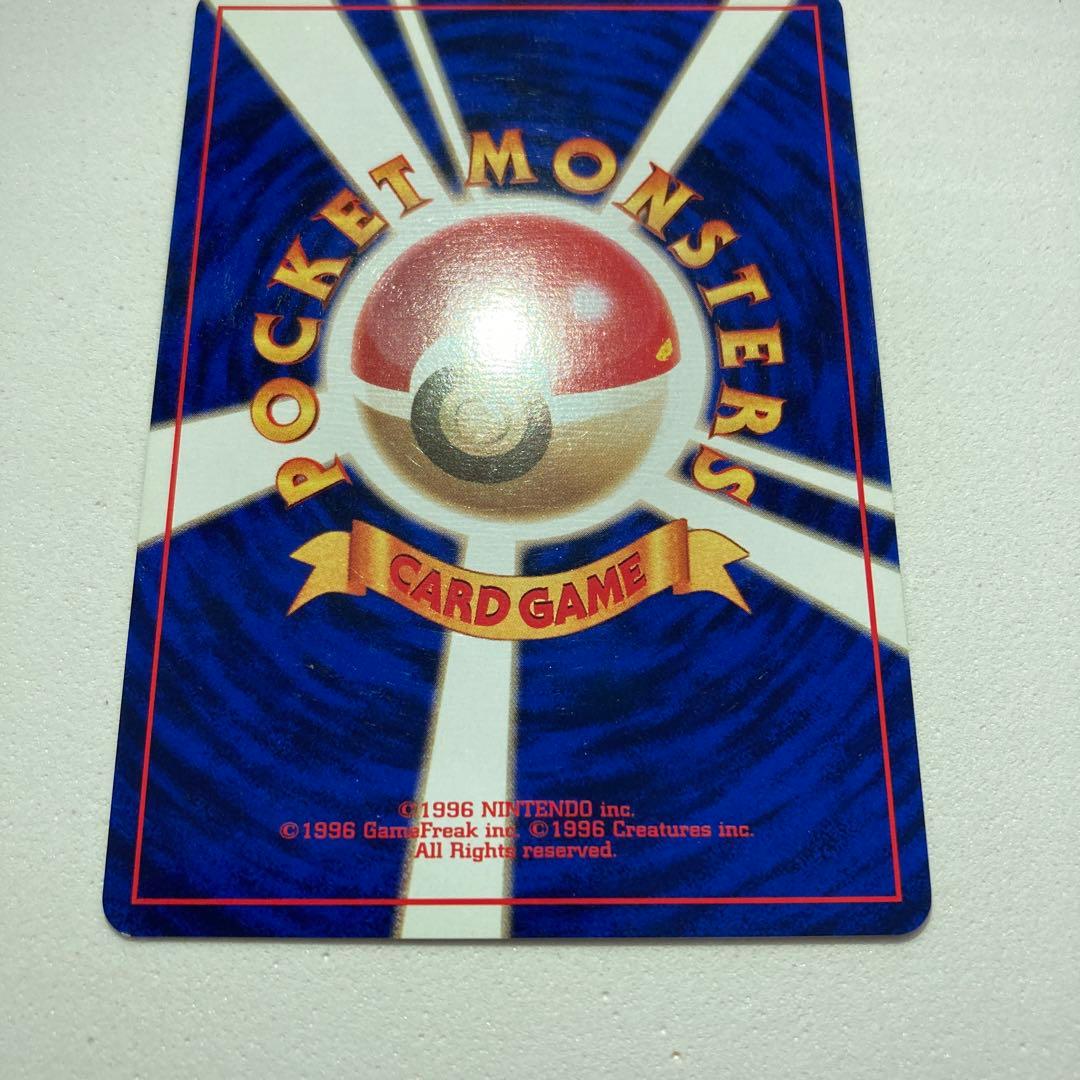 POCKET MONSTERS
CARD GAME
©1996 NINTENDO inc.
©1996 GameFreak inc. ©1996 Creatures inc.
All Rights reserved.